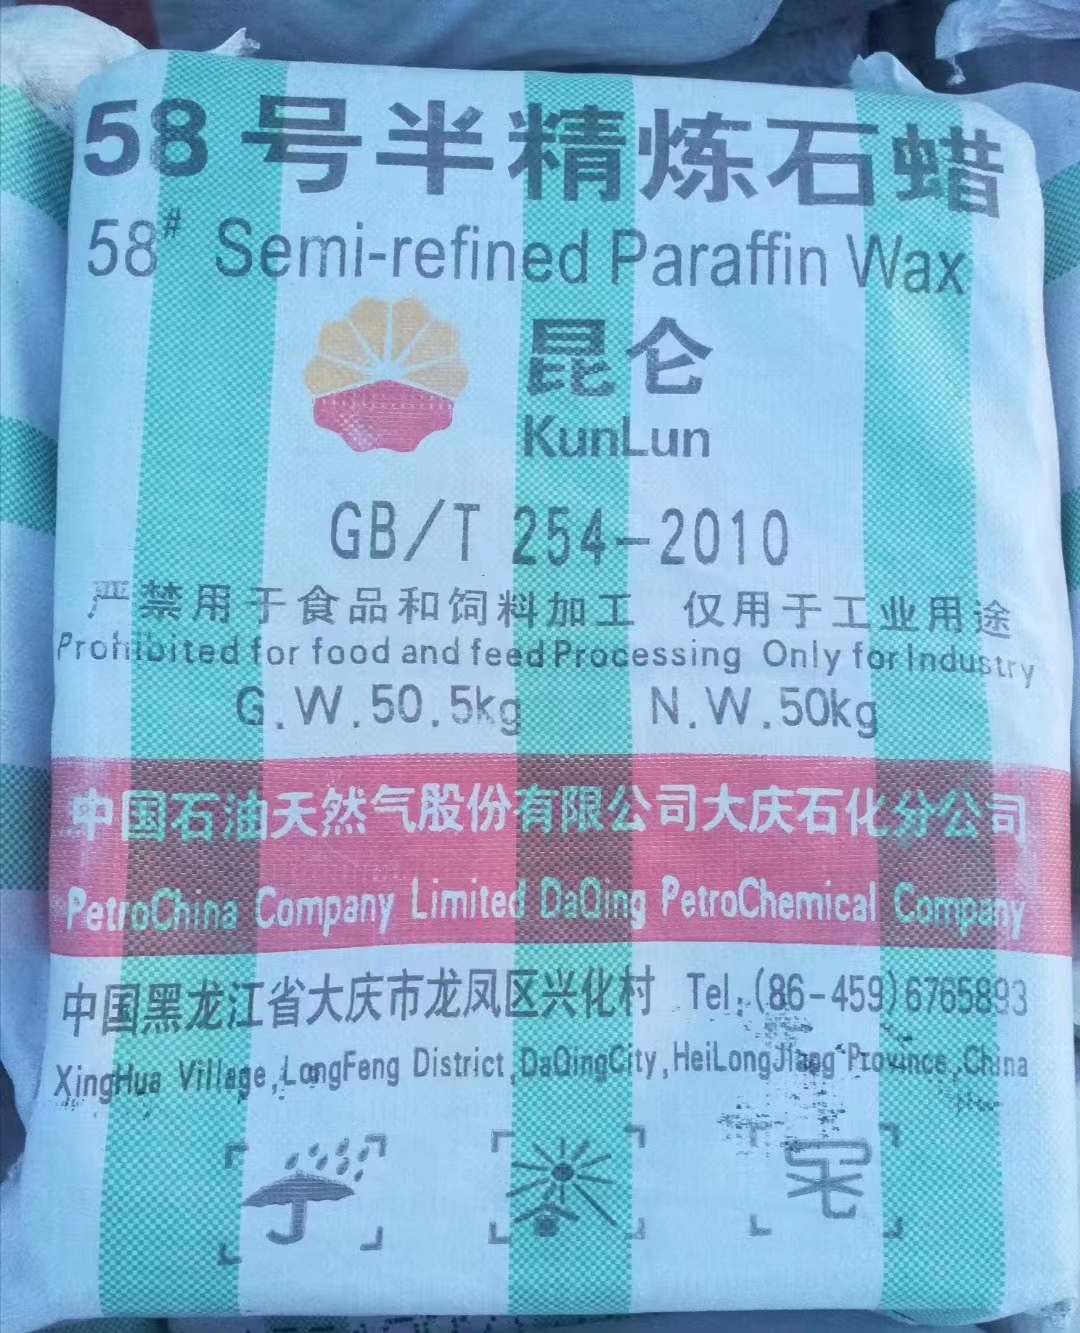 58号半精炼石蜡
58# Semi-refined Paraffin Wax
昆仑
KunLun
GB/T 254-2010
严禁用于食品和饲料加工 仅用于工业用途
Prohibited for food and feed Processing Only for Industry
G.W.50.5kg N.W.50kg
中国石油天然气股份有限公司大庆石化分公司
PetroChina Company Limited DaQing PetroChemical Company
中国黑龙江省大庆市龙凤区兴化村 Tel.(86-459)6765893
XingHua Village,LongFeng District,DaQingCity,HeiLongJiang Province,China